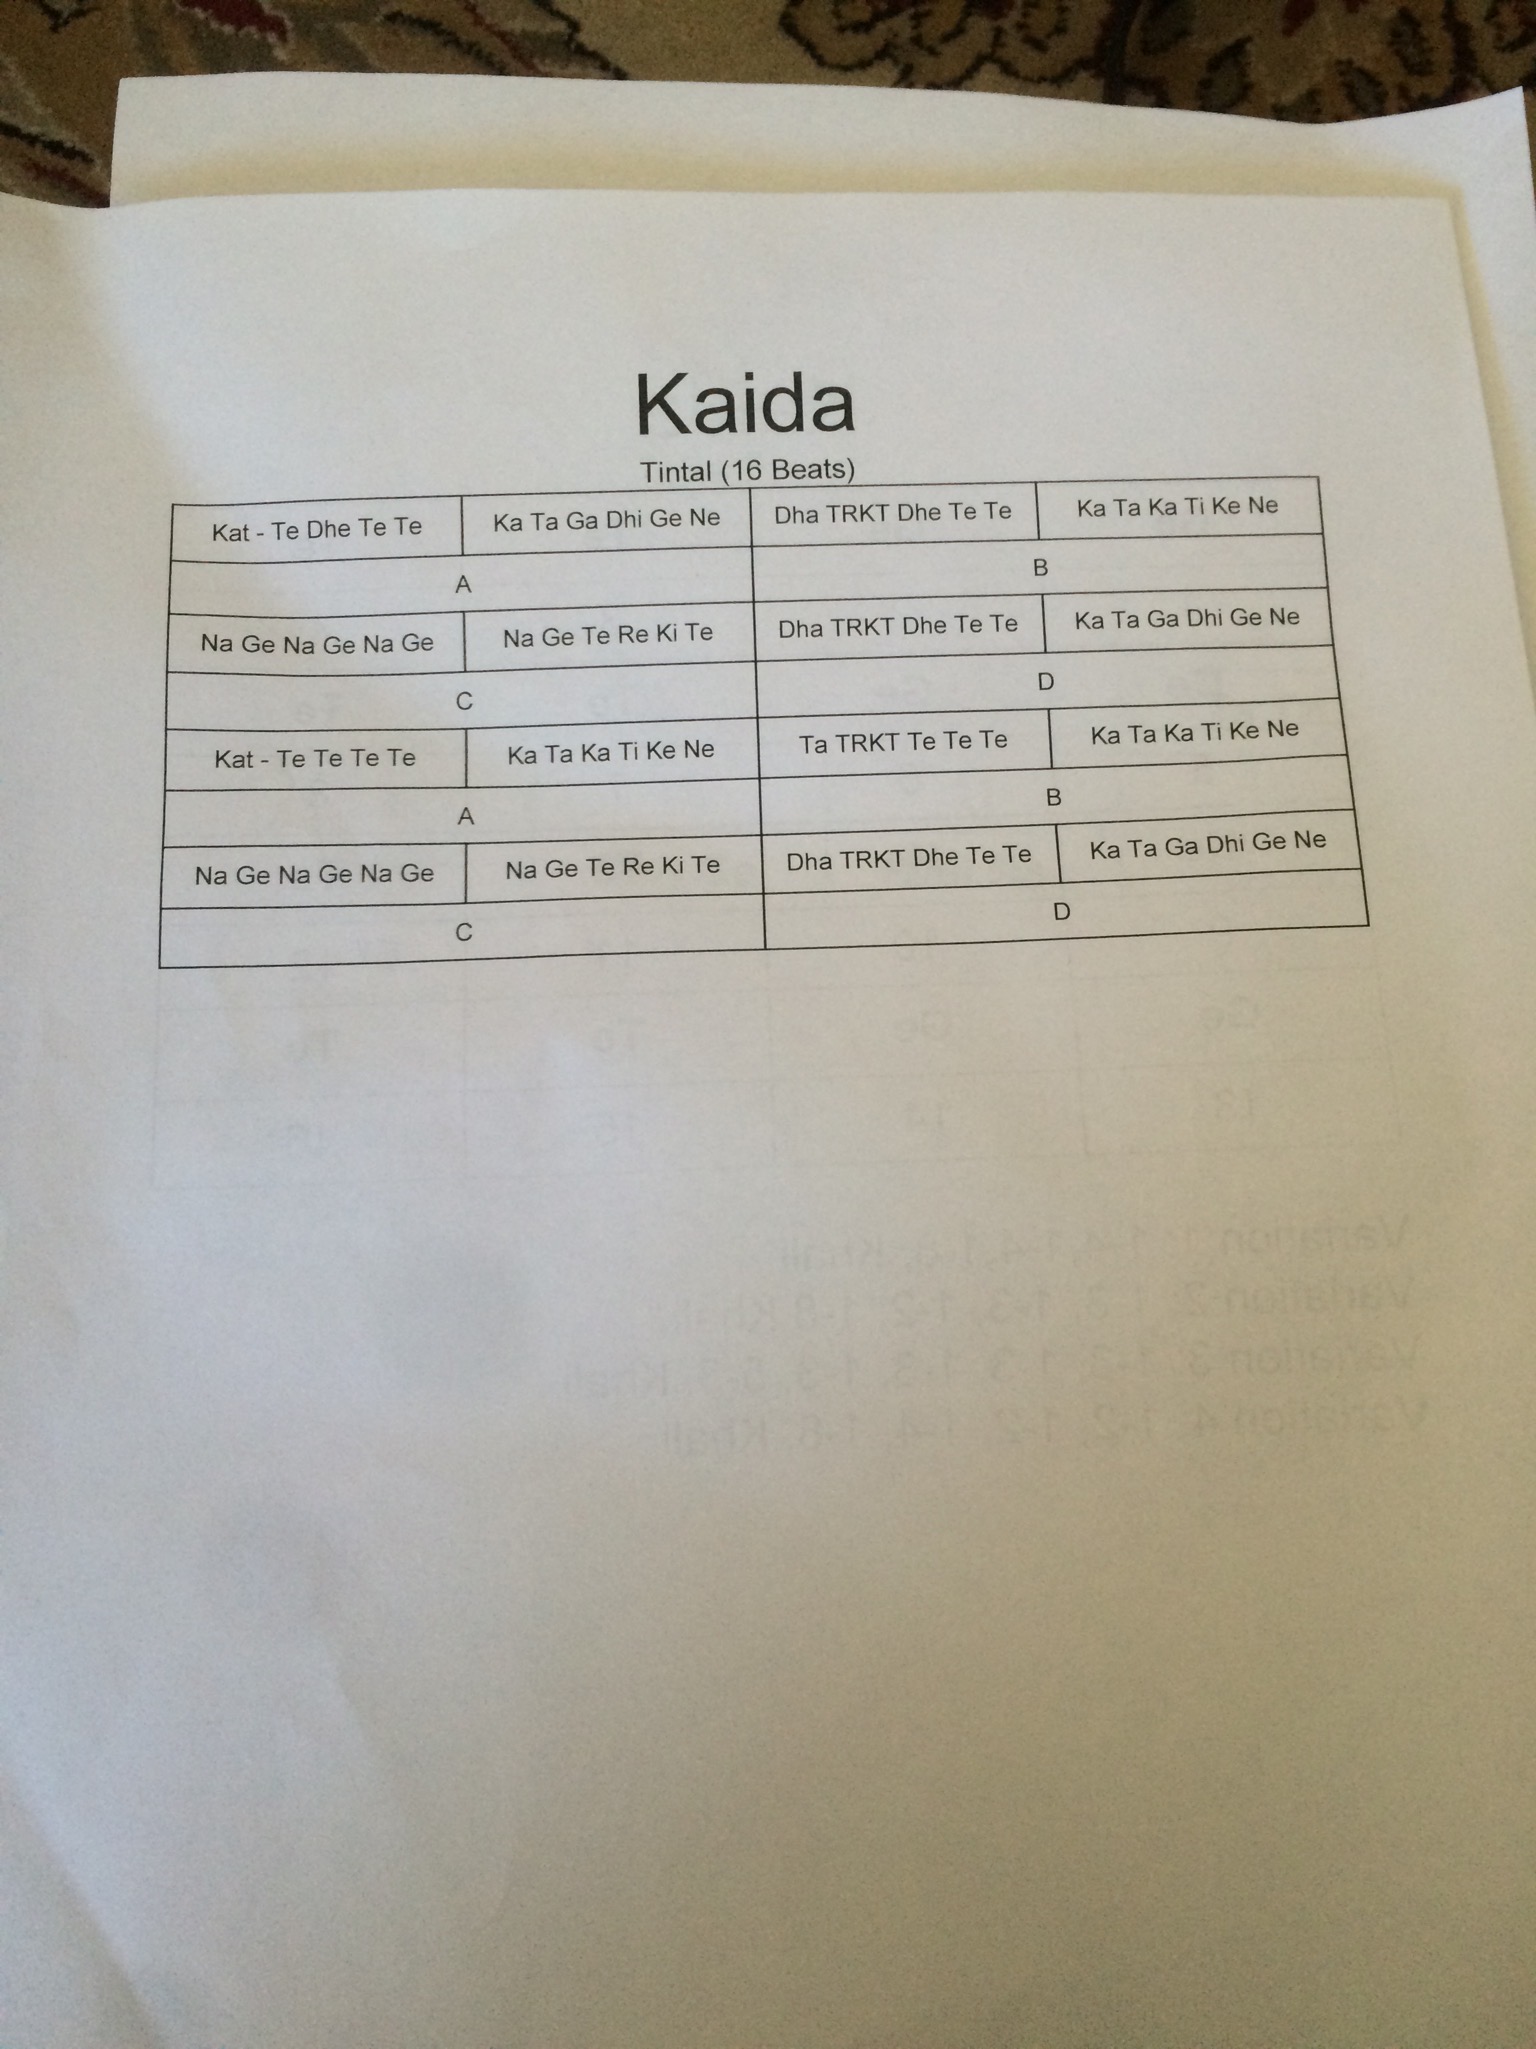 Kaida
Tintal (16 Beats)
Kat - Te Dhe Te Te Ka Ta Ga Dhi Ge Ne Dha TRKT Dhe Te Te Ka Ta Ka Ti Ke Ne
A B
Na Ge Na Ge Na Ge Na Ge Te Re Ki Te Dha TRKT Dhe Te Te Ka Ta Ga Dhi Ge Ne
C D
Kat - Te Te Te Te Ka Ta Ka Ti Ke Ne Ta TRKT Te Te Te Ka Ta Ka Ti Ke Ne
A B
Na Ge Na Ge Na Ge Na Ge Te Re Ki Te Dha TRKT Dhe Te Te Ka Ta Ga Dhi Ge Ne
C D